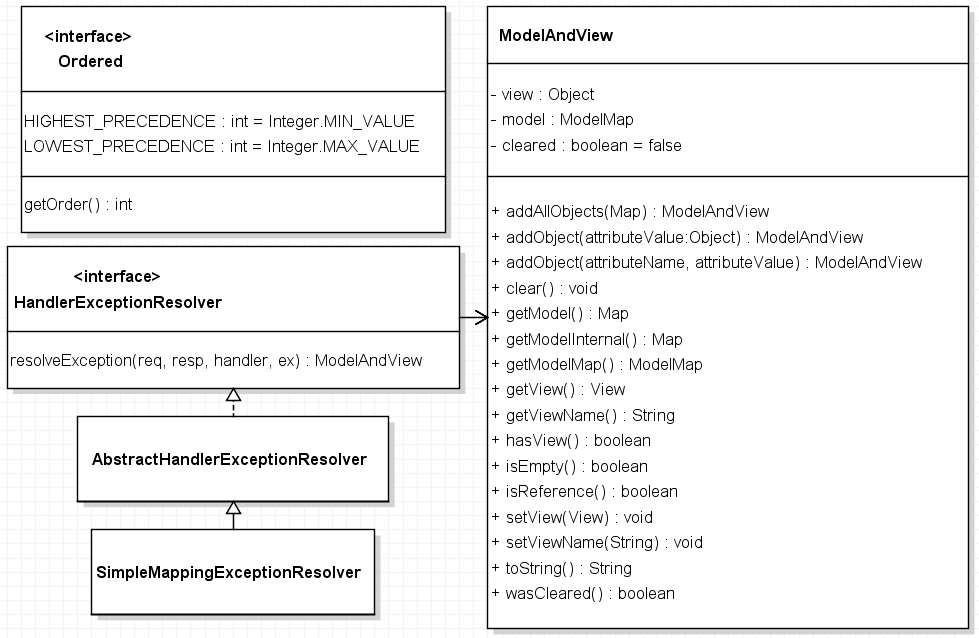 <interface>
Ordered
HIGHEST_PRECEDENCE : int = Integer.MIN_VALUE
LOWEST_PRECEDENCE : int = Integer.MAX_VALUE
getOrder() : int
<interface>
HandlerExceptionResolver
resolveException(req, resp, handler, ex) : ModelAndView
AbstractHandlerExceptionResolver
SimpleMappingExceptionResolver
ModelAndView
- view : Object
- model : ModelMap
- cleared : boolean = false
+ addAllObjects(Map) : ModelAndView
+ addObject(attributeValue:Object) : ModelAndView
+ addObject(attributeName, attributeValue) : ModelAndView
+ clear() : void
+ getModel() : Map
+ getModelInternal() : Map
+ getModelMap() : ModelMap
+ getView() : View
+ getViewName() : String
+ hasView() : boolean
+ isEmpty() : boolean
+ isReference() : boolean
+ setView(View) : void
+ setViewName(String) : void
+ toString() : String
+ wasCleared() : boolean